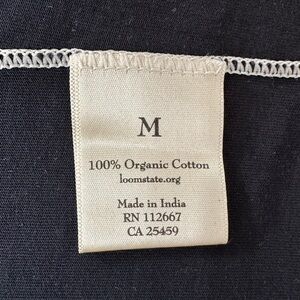 M
100% Organic Cotton
loomstate.org
Made in India
RN 112667
CA 25459